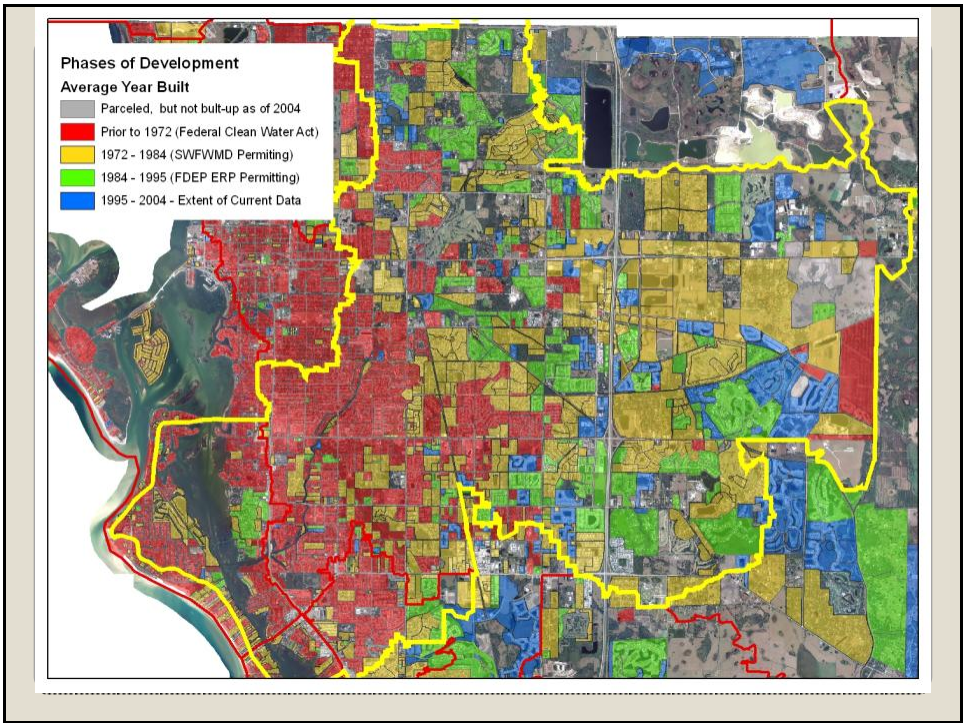 Phases of Development
Average Year Built
Parceled, but not bult-up as of 2004
Prior to 1972 (Federal Clean Water Act)
1972 - 1984 (SWFWMD Permiting)
1984 - 1995 (FDEP ERP Permitting)
1995 - 2004 - Extent of Current Data